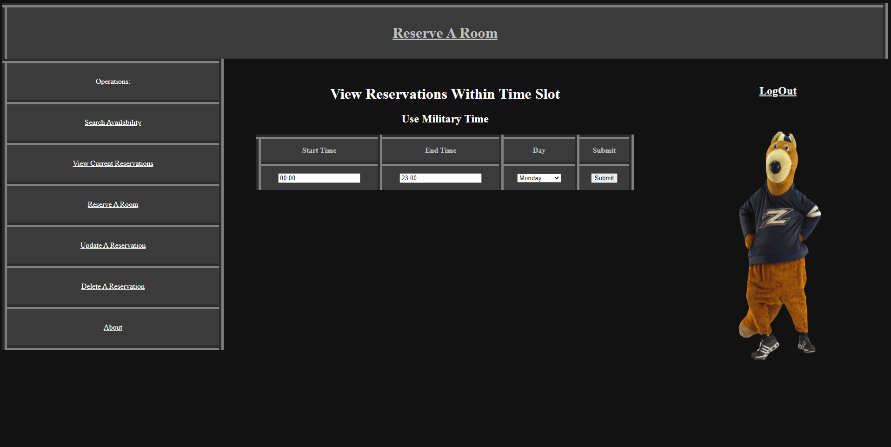 Reserve A Room
Operations:
Search Availability
View Current Reservations
Reserve A Room
Update A Reservation
Delete A Reservation
About
View Reservations Within Time Slot
Use Military Time
Start Time End Time Day Submit
00:00 23:00 Monday Submit
LogOut
Z